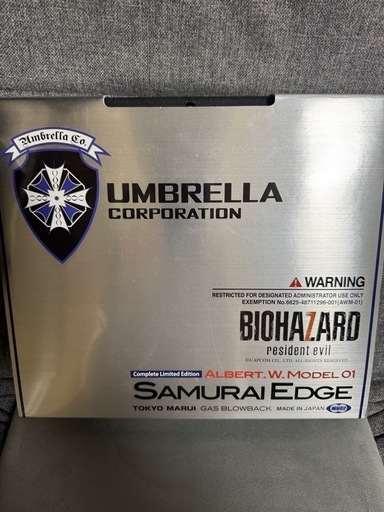 Umbrella Co.
UMBRELLA
CORPORATION
WARNING
RESTRICTED FOR DESIGNATED ADMINISTRATOR USE ONLY
EXEMPTION No.6625-48711296-001(AWM-01)
BIOHAZARD
resident evil
©CAPCOM CO., LTD. ALL RIGHTS RESERVED.
Complete Limited Edition ALBERT.W.MODEL 01
SAMURAI EDGE
TOKYO MARUI GAS BLOWBACK MADE IN JAPAN MARUI